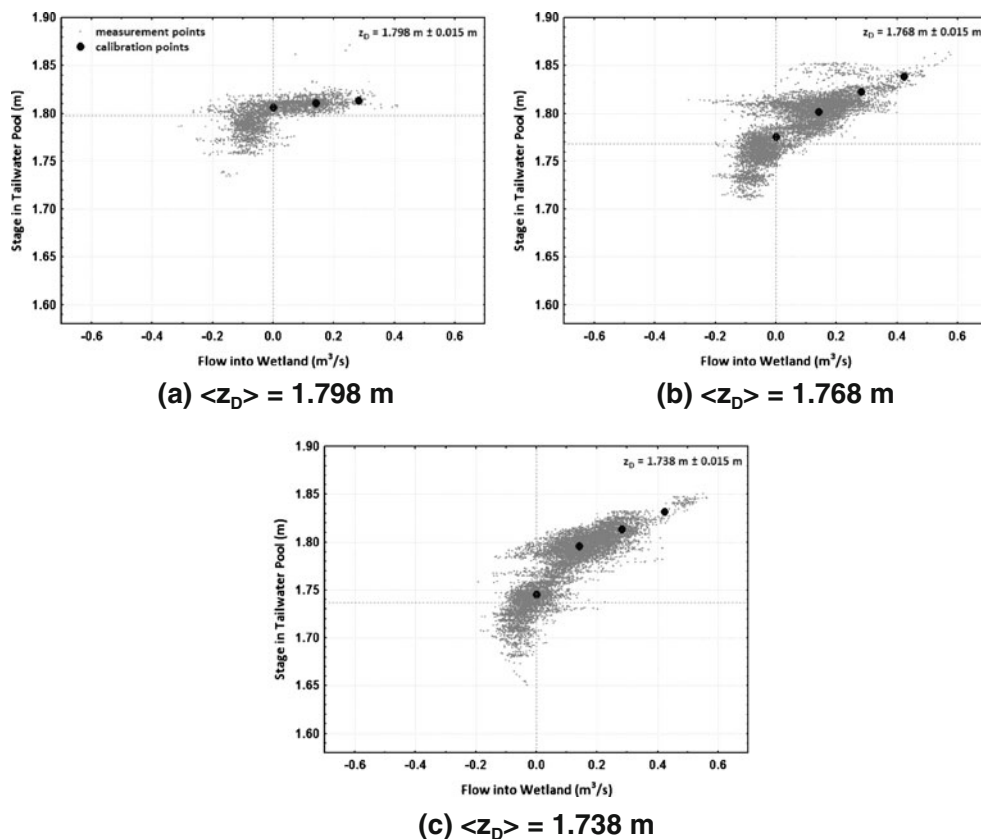 1.90
1.85
1.80
1.75
1.70
1.65
1.60
Stage in Tailwater Pool (m)
measurement points
calibration points
z_D = 1.798 m ± 0.015 m
-0.6 -0.4 -0.2 0.0 0.2 0.4 0.6
Flow into Wetland (m³/s)
(a) <z_D> = 1.798 m
1.90
1.85
1.80
1.75
1.70
1.65
1.60
Stage in Tailwater Pool (m)
z_D = 1.768 m ± 0.015 m
-0.6 -0.4 -0.2 0.0 0.2 0.4 0.6
Flow into Wetland (m³/s)
(b) <z_D> = 1.768 m
1.90
1.85
1.80
1.75
1.70
1.65
1.60
Stage in Tailwater Pool (m)
z_D = 1.738 m ± 0.015 m
-0.6 -0.4 -0.2 0.0 0.2 0.4 0.6
Flow into Wetland (m³/s)
(c) <z_D> = 1.738 m